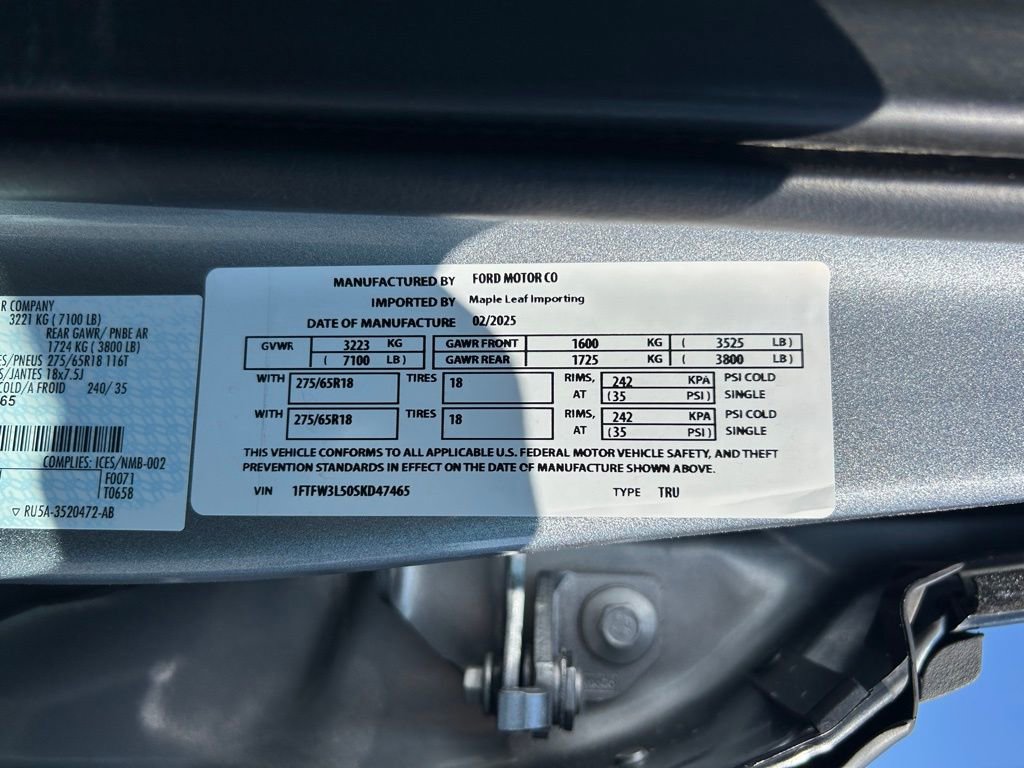 R COMPANY
3221 KG ( 7100 LB)
REAR GAWR/ PNBE AR
1724 KG ( 3800 LB)
ES/PNEUS 275/65R18 116T
S/JANTES 18x7.5J
COLD/A FROID 240/ 35
65
COMPLIES: ICES/NMB-002
F0071
T0658
▽ RU5A-3520472-AB
MANUFACTURED BY FORD MOTOR CO
IMPORTED BY Maple Leaf Importing
DATE OF MANUFACTURE 02/2025
GVWR 3223 KG GAWR FRONT 1600 KG ( 3525 LB)
( 7100 LB) GAWR REAR 1725 KG ( 3800 LB)
WITH 275/65R18 TIRES 18 RIMS, 242 KPA PSI COLD
AT (35 PSI) SINGLE
WITH 275/65R18 TIRES 18 RIMS, 242 KPA PSI COLD
AT (35 PSI) SINGLE
THIS VEHICLE CONFORMS TO ALL APPLICABLE U.S. FEDERAL MOTOR VEHICLE SAFETY, AND THEFT
PREVENTION STANDARDS IN EFFECT ON THE DATE OF MANUFACTURE SHOWN ABOVE.
VIN 1FTFW3L50SKD47465 TYPE TRU